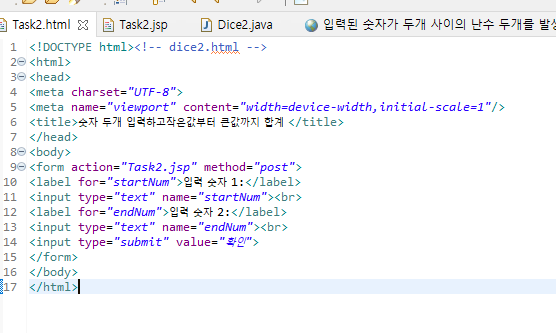 Task2.html Task2.jsp Dice2.java 입력된 숫자가 두개 사이의 난수 두개를 발생
1 <!DOCTYPE html><!-- dice2.html -->
2 <html>
3 <head>
4 <meta charset="UTF-8">
5 <meta name="viewport" content="width=device-width,initial-scale=1"/>
6 <title>숫자 두개 입력하고작은값부터 큰값까지 합계 </title>
7 </head>
8 <body>
9 <form action="Task2.jsp" method="post">
10 <label for="startNum">입력 숫자 1:</label>
11 <input type="text" name="startNum"><br>
12 <label for="endNum">입력 숫자 2:</label>
13 <input type="text" name="endNum"><br>
14 <input type="submit" value="확인">
15 </form>
16 </body>
17 </html>